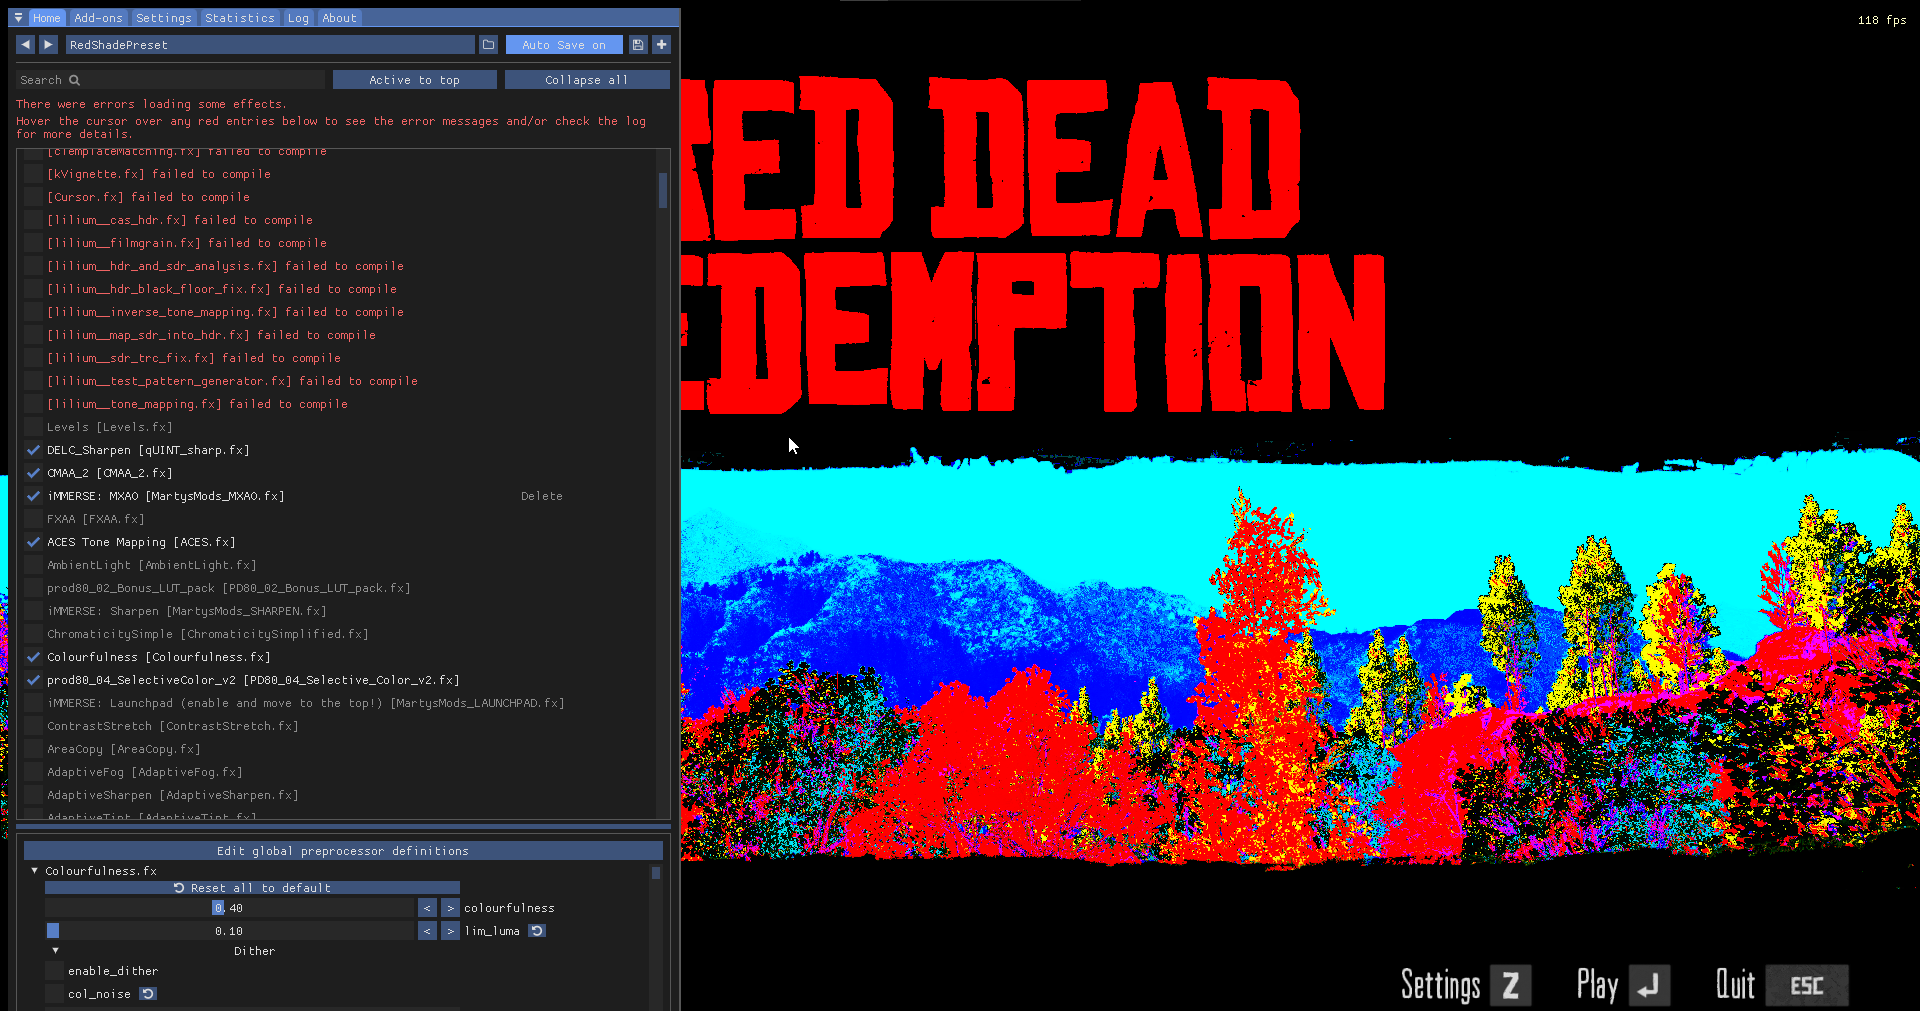 Home Add-ons Settings Statistics Log About
118 fps
RedShadePreset Auto Save on
Search Active to top Collapse all
There were errors loading some effects.
Hover the cursor over any red entries below to see the error messages and/or check the log
for more details.
[cTemplateMatching.fx] failed to compile
[kVignette.fx] failed to compile
[Cursor.fx] failed to compile
[lilium__cas_hdr.fx] failed to compile
[lilium__filmgrain.fx] failed to compile
[lilium__hdr_and_sdr_analysis.fx] failed to compile
[lilium__hdr_black_floor_fix.fx] failed to compile
[lilium__inverse_tone_mapping.fx] failed to compile
[lilium__map_sdr_into_hdr.fx] failed to compile
[lilium__sdr_trc_fix.fx] failed to compile
[lilium__test_pattern_generator.fx] failed to compile
[lilium__tone_mapping.fx] failed to compile
Levels [Levels.fx]
DELC_Sharpen [qUINT_sharp.fx]
CMAA_2 [CMAA_2.fx]
iMMERSE: MXAO [MartysMods_MXAO.fx] Delete
FXAA [FXAA.fx]
ACES Tone Mapping [ACES.fx]
AmbientLight [AmbientLight.fx]
prod80_02_Bonus_LUT_pack [PD80_02_Bonus_LUT_pack.fx]
iMMERSE: Sharpen [MartysMods_SHARPEN.fx]
ChromaticitySimple [ChromaticitySimplified.fx]
Colourfulness [Colourfulness.fx]
prod80_04_SelectiveColor_v2 [PD80_04_Selective_Color_v2.fx]
iMMERSE: Launchpad (enable and move to the top!) [MartysMods_LAUNCHPAD.fx]
ContrastStretch [ContrastStretch.fx]
AreaCopy [AreaCopy.fx]
AdaptiveFog [AdaptiveFog.fx]
AdaptiveSharpen [AdaptiveSharpen.fx]
AdaptiveTint [AdaptiveTint.fx]
Edit global preprocessor definitions
Colourfulness.fx
Reset all to default
0.40 < > colourfulness
0.10 < > lim_luma
Dither
enable_dither
col_noise
RED DEAD
EDEMPTION
Settings Z Play Quit ESC